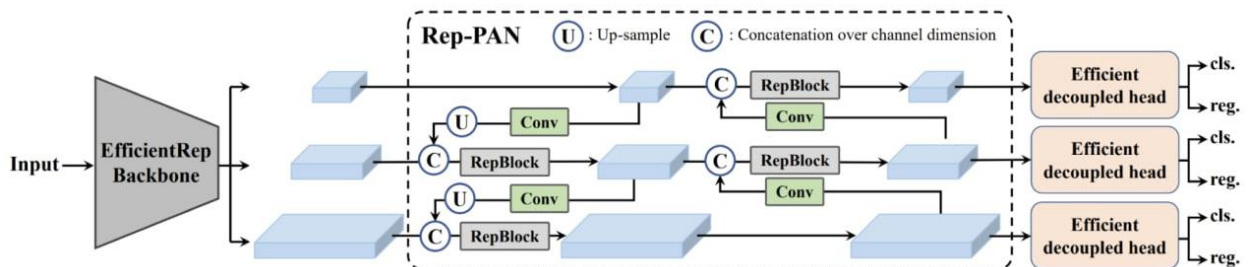 Rep-PAN
U : Up-sample
C : Concatenation over channel dimension
Input
EfficientRep
Backbone
C
RepBlock
Efficient
decoupled head
cls.
reg.
U
Conv
Conv
C
RepBlock
C
RepBlock
Efficient
decoupled head
cls.
reg.
U
Conv
Conv
C
RepBlock
Efficient
decoupled head
cls.
reg.